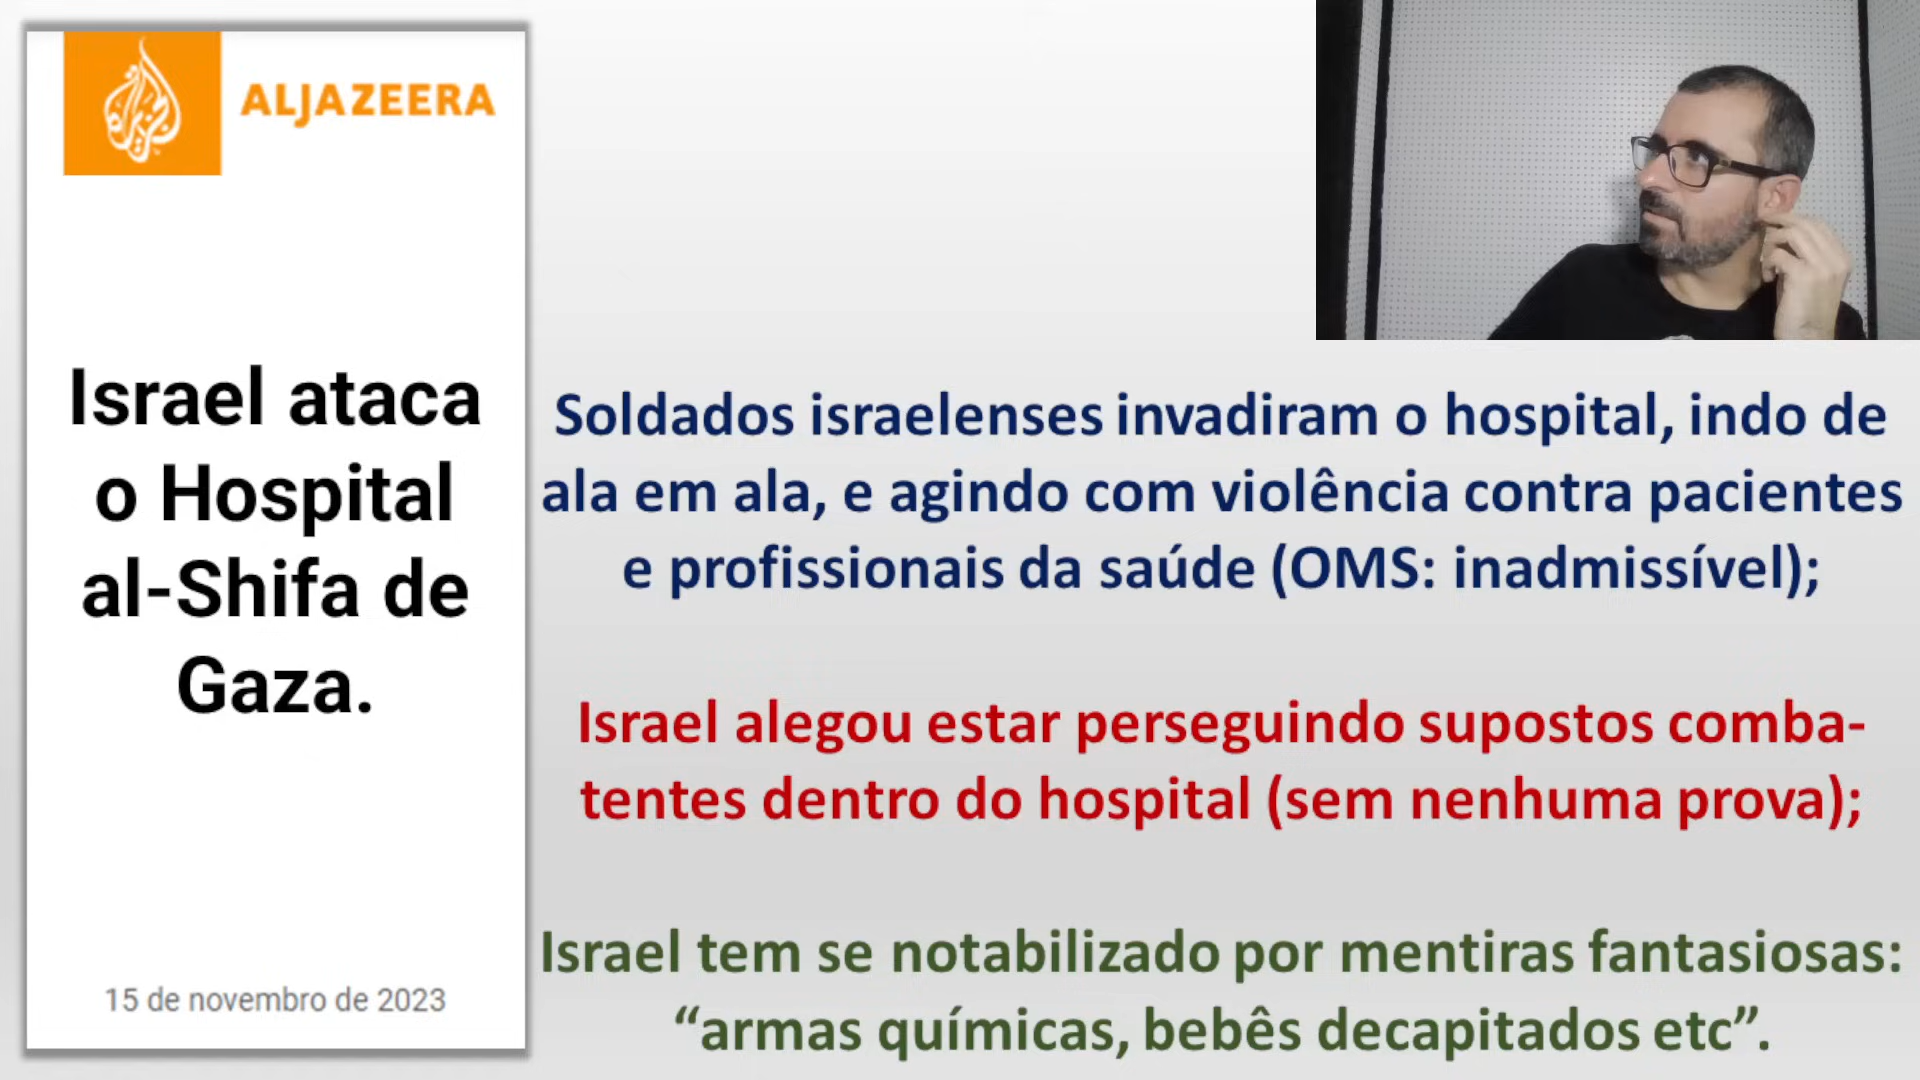 ALJAZEERA
Israel ataca
o Hospital
al-Shifa de
Gaza.
15 de novembro de 2023
Soldados israelenses invadiram o hospital, indo de
ala em ala, e agindo com violência contra pacientes
e profissionais da saúde (OMS: inadmissível);
Israel alegou estar perseguindo supostos comba-
tentes dentro do hospital (sem nenhuma prova);
Israel tem se notabilizado por mentiras fantasiosas:
“armas químicas, bebês decapitados etc”.